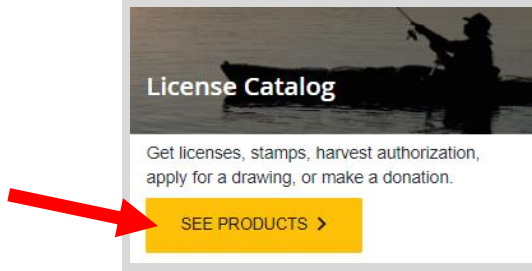 License Catalog
Get licenses, stamps, harvest authorization,
apply for a drawing, or make a donation.
SEE PRODUCTS >